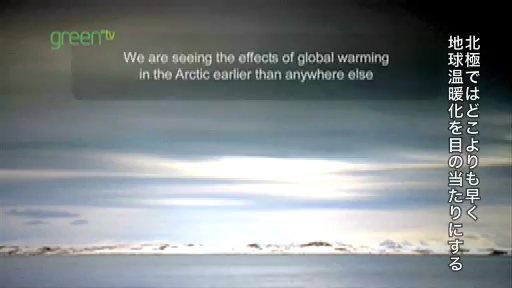 green tv
We are seeing the effects of global warming
in the Arctic earlier than anywhere else
北極ではどこよりも早く
地球温暖化を目の当たりにする